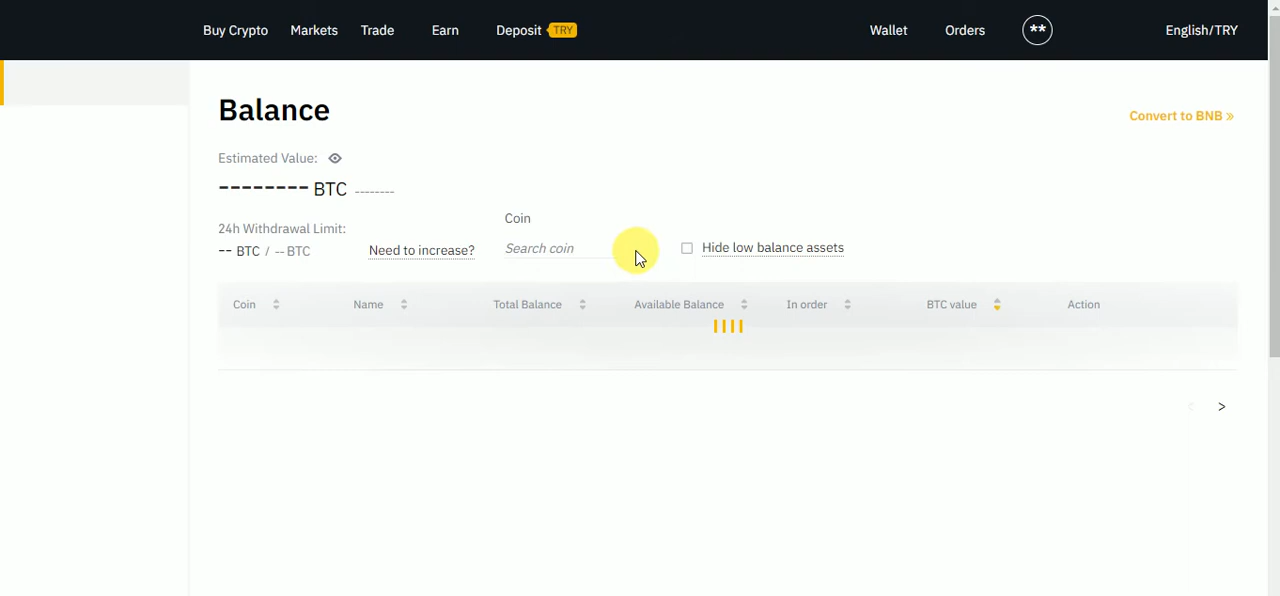 Buy Crypto Markets Trade Earn Deposit TRY Wallet Orders ** English/TRY
Balance
Convert to BNB »
Estimated Value:
-------- BTC --------
Coin
24h Withdrawal Limit:
-- BTC / -- BTC Need to increase? Search coin Hide low balance assets
Coin Name Total Balance Available Balance In order BTC value Action